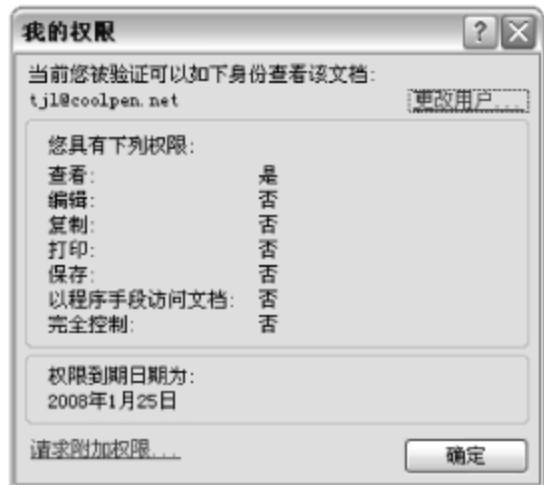 我的权限
当前您被验证可以如下身份查看该文档:
tjl@coolpen.net 更改用户...
您具有下列权限:
查看: 是
编辑: 否
复制: 否
打印: 否
保存: 否
以程序手段访问文档: 否
完全控制: 否
权限到期日期为:
2008年1月25日
请求附加权限... 确定